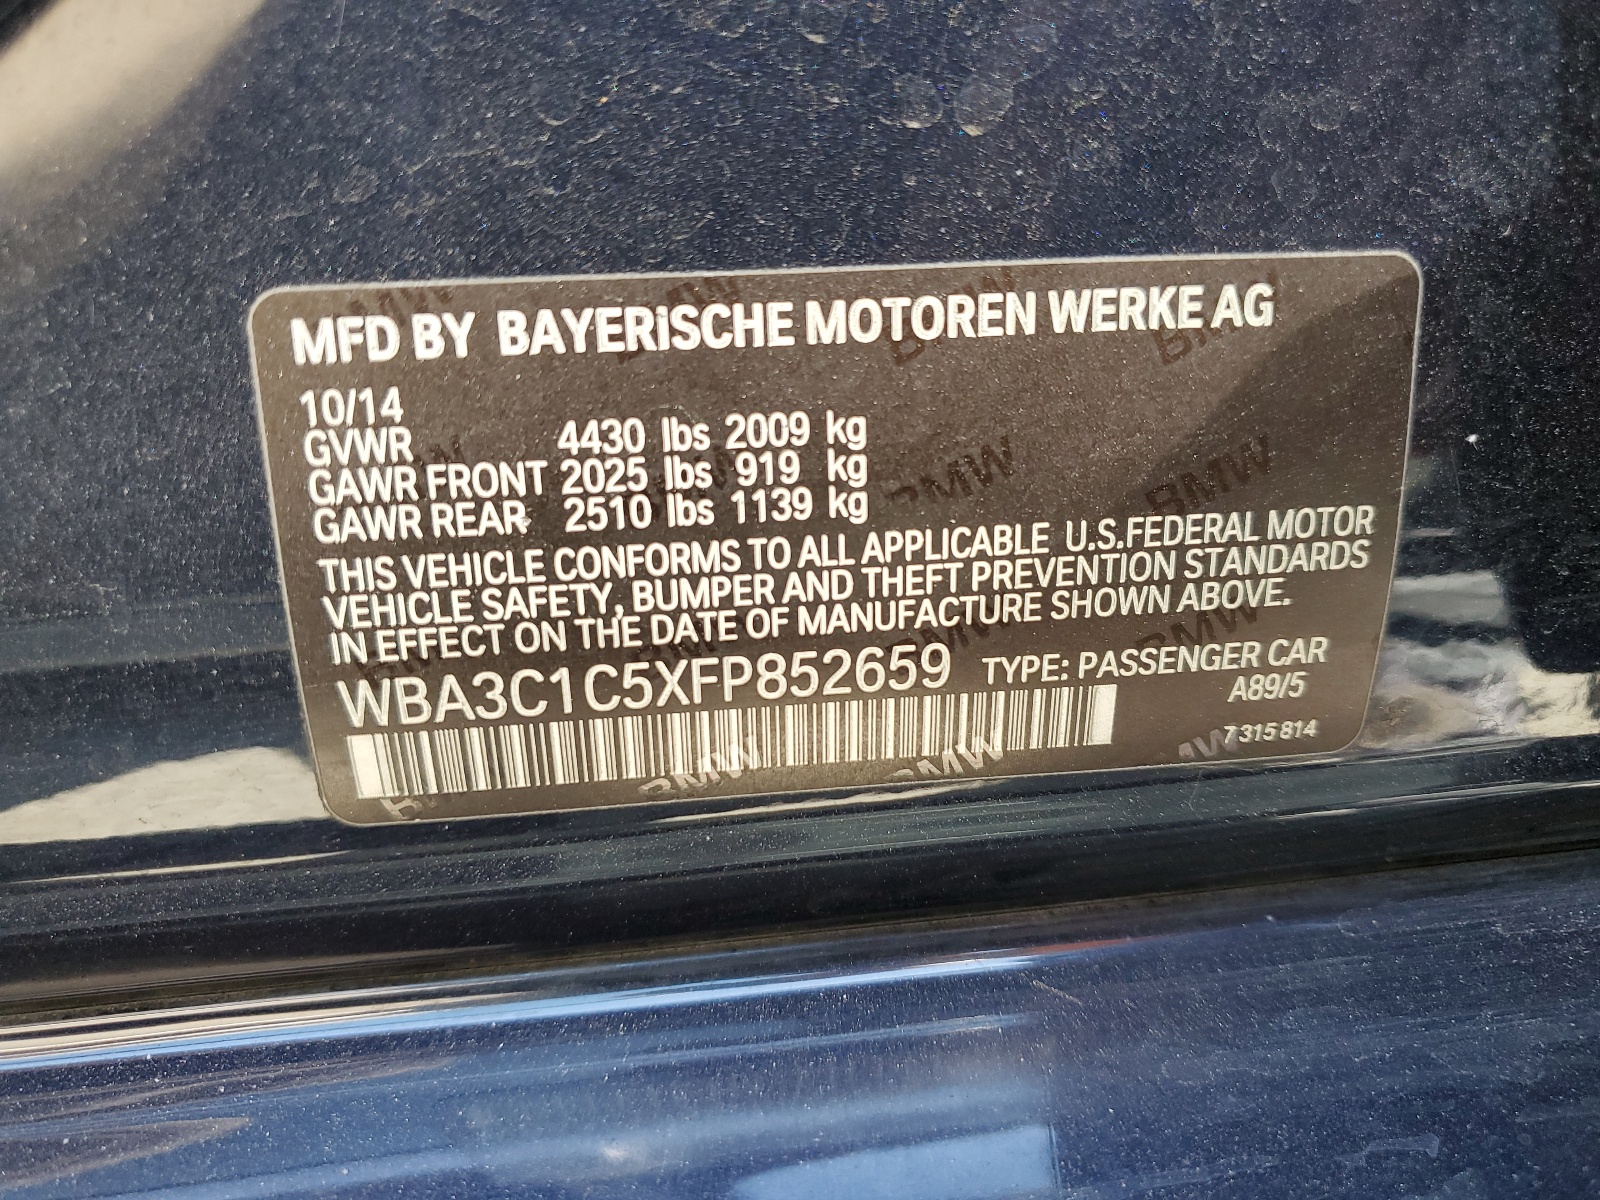 MFD BY BAYERISCHE MOTOREN WERKE AG
10/14
GVWR 4430 lbs 2009 kg
GAWR FRONT 2025 lbs 919 kg
GAWR REAR 2510 lbs 1139 kg
THIS VEHICLE CONFORMS TO ALL APPLICABLE U.S.FEDERAL MOTOR
VEHICLE SAFETY, BUMPER AND THEFT PREVENTION STANDARDS
IN EFFECT ON THE DATE OF MANUFACTURE SHOWN ABOVE.
WBA3C1C5XFP852659 TYPE: PASSENGER CAR
A89/5
7 315 814